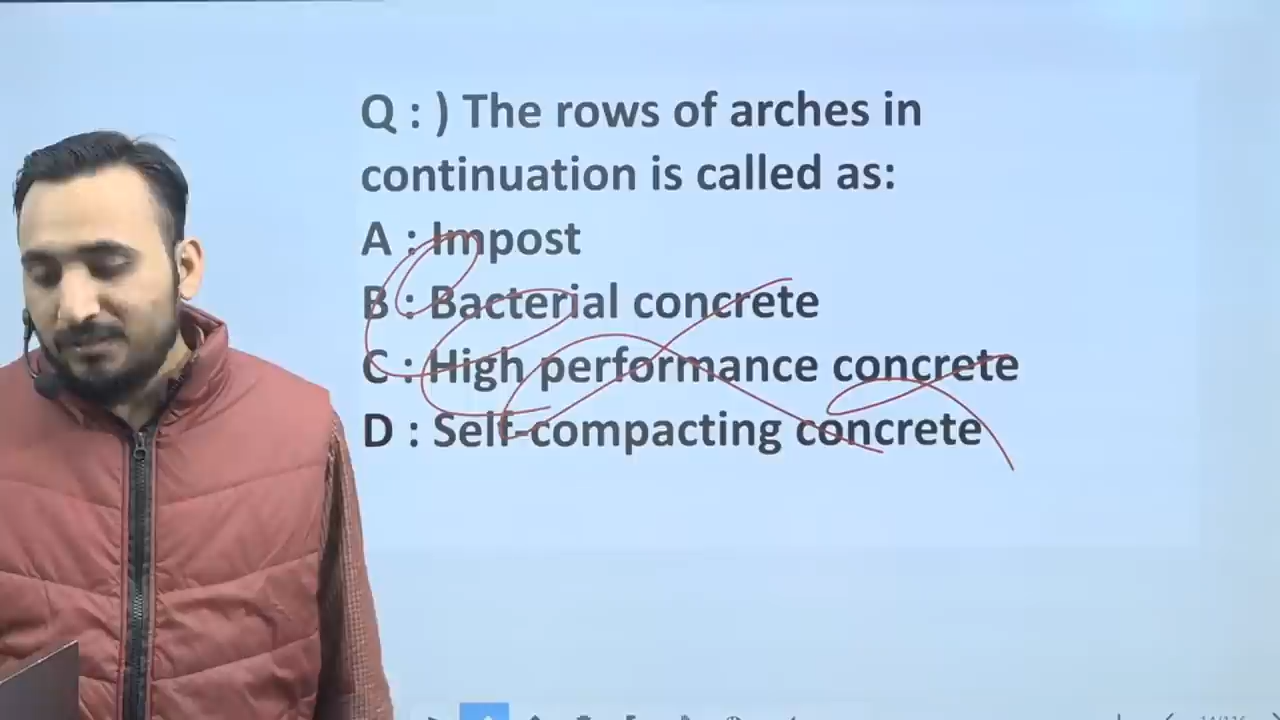 Q : ) The rows of arches in
continuation is called as:
A : Impost
B : Bacterial concrete
C : High performance concrete
D : Self-compacting concrete